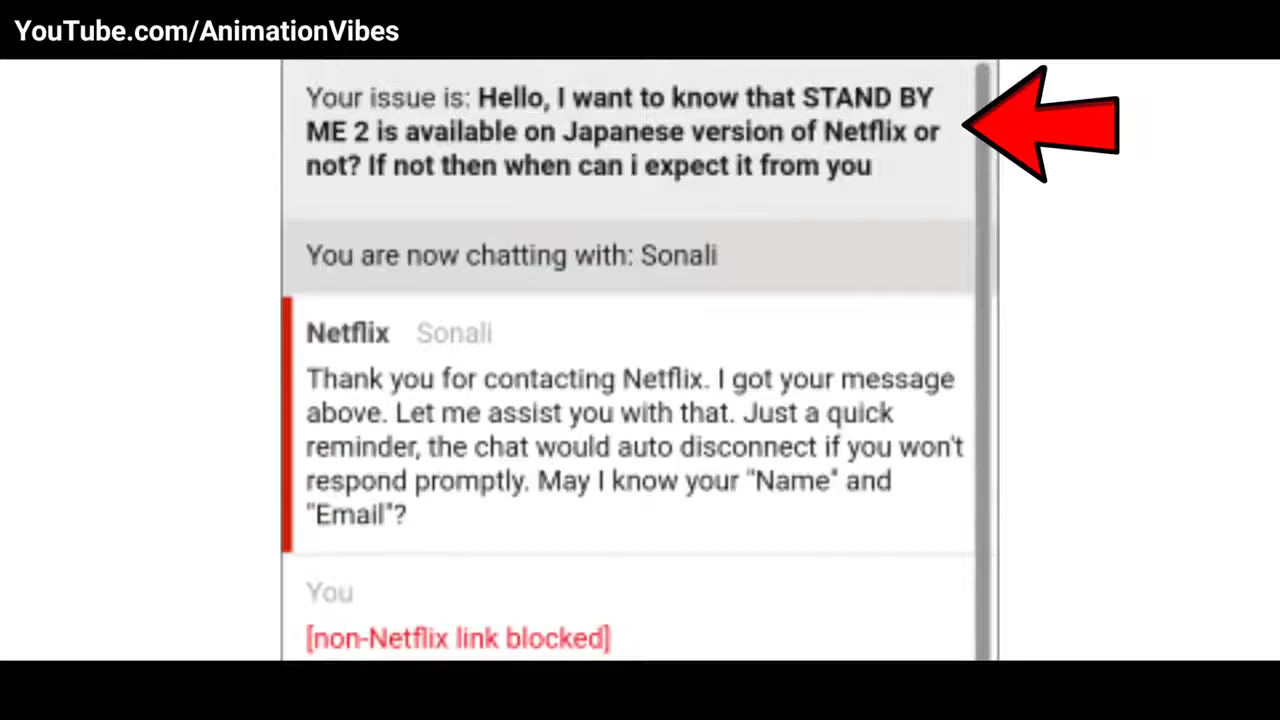 YouTube.com/AnimationVibes
Your issue is: Hello, I want to know that STAND BY
ME 2 is available on Japanese version of Netflix or
not? If not then when can i expect it from you
You are now chatting with: Sonali
Netflix Sonali
Thank you for contacting Netflix. I got your message
above. Let me assist you with that. Just a quick
reminder, the chat would auto disconnect if you won't
respond promptly. May I know your "Name" and
"Email"?
You
[non-Netflix link blocked]